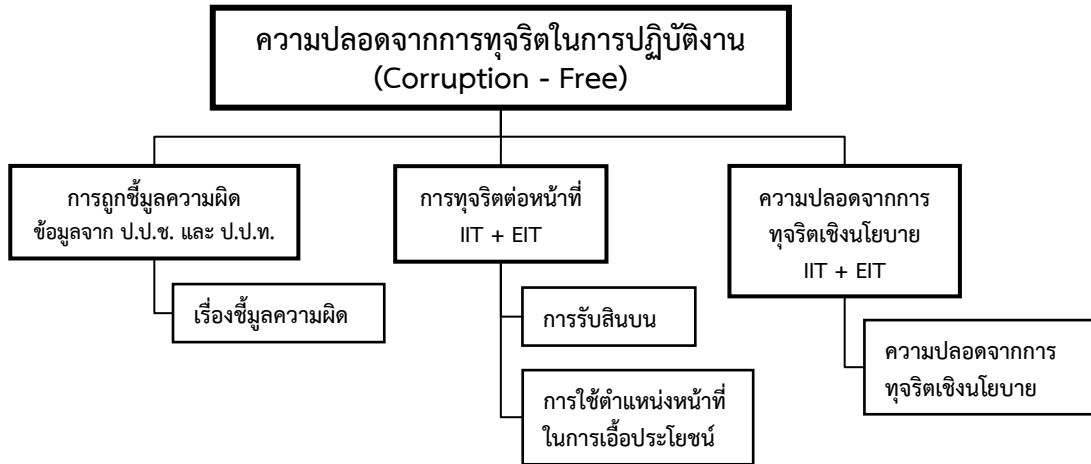 ความปลอดจากการทุจริตในการปฏิบัติงาน
(Corruption - Free)
การถูกชี้มูลความผิด
ข้อมูลจาก ป.ป.ช. และ ป.ป.ท.
เรื่องชี้มูลความผิด
การทุจริตต่อหน้าที่
IIT + EIT
การรับสินบน
การใช้ตำแหน่งหน้าที่
ในการเอื้อประโยชน์
ความปลอดจากการ
ทุจริตเชิงนโยบาย
IIT + EIT
ความปลอดจากการ
ทุจริตเชิงนโยบาย